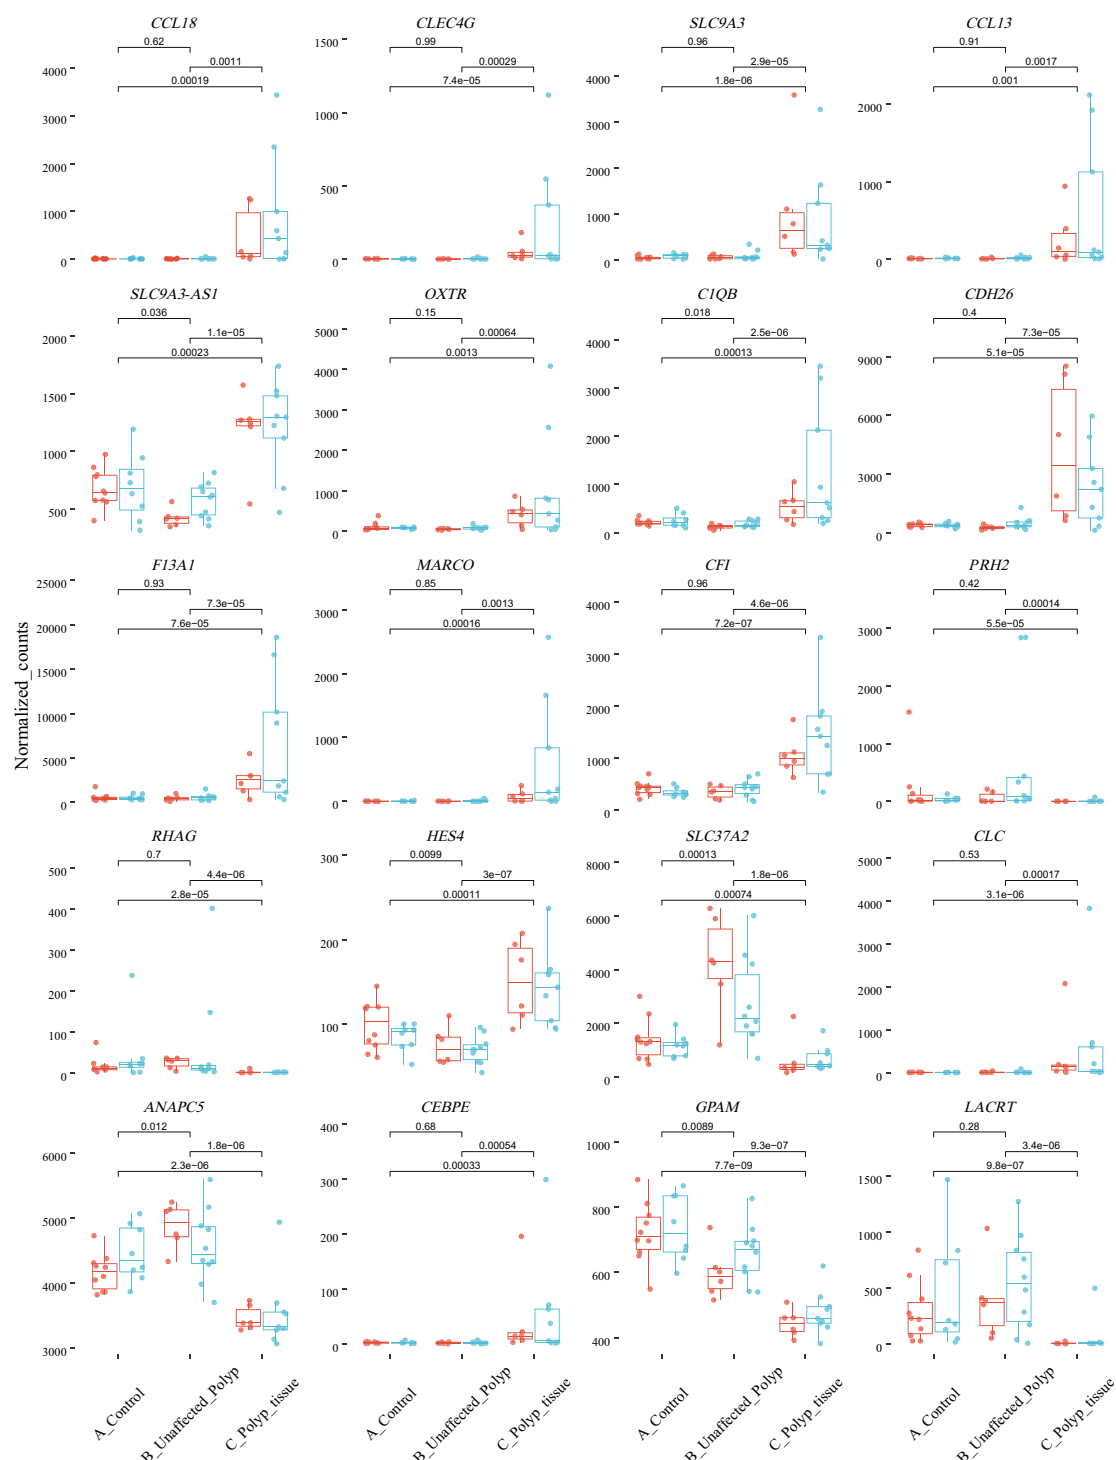 CCL18 CLEC4G SLC9A3 CCL13
0.62 0.99 0.96 0.91
0.0011 0.00029 2.9e-05 0.0017
0.00019 7.4e-05 1.8e-06 0.001
4000 3000 2000 1000 0
1500 1000 500 0
4000 3000 2000 1000 0
2000 1000 0
SLC9A3-AS1 OXTR C1QB CDH26
0.036 0.15 0.018 0.4
1.1e-05 0.00064 2.5e-06 7.3e-05
0.00023 0.0013 0.00013 5.1e-05
2000 1500 1000 500
5000 4000 3000 2000 1000 0
4000 3000 2000 1000 0
9000 6000 3000 0
Normalized_counts
F13A1 MARCO CFI PRH2
0.93 0.85 0.96 0.42
7.3e-05 0.0013 4.6e-06 0.00014
7.6e-05 0.00016 7.2e-07 5.5e-05
25000 20000 15000 10000 5000 0
3000 2000 1000 0
4000 3000 2000 1000 0
3000 2000 1000 0
RHAG HES4 SLC37A2 CLC
0.7 0.0099 0.00013 0.53
4.4e-06 3e-07 1.8e-06 0.00017
2.8e-05 0.00011 0.00074 3.1e-06
500 400 300 200 100 0
300 200 100
8000 6000 4000 2000 0
5000 4000 3000 2000 1000 0
ANAPC5 CEBPE GPAM LACRT
0.012 0.68 0.0089 0.28
1.8e-06 0.00054 9.3e-07 3.4e-06
2.3e-06 0.00033 7.7e-09 9.8e-07
6000 5000 4000 3000
400 300 200 100 0
1000 800 600 400
1500 1000 500 0
A_Control B_Unaffected_Polyp C_Polyp_tissue
A_Control B_Unaffected_Polyp C_Polyp_tissue
A_Control B_Unaffected_Polyp C_Polyp_tissue
A_Control B_Unaffected_Polyp C_Polyp_tissue